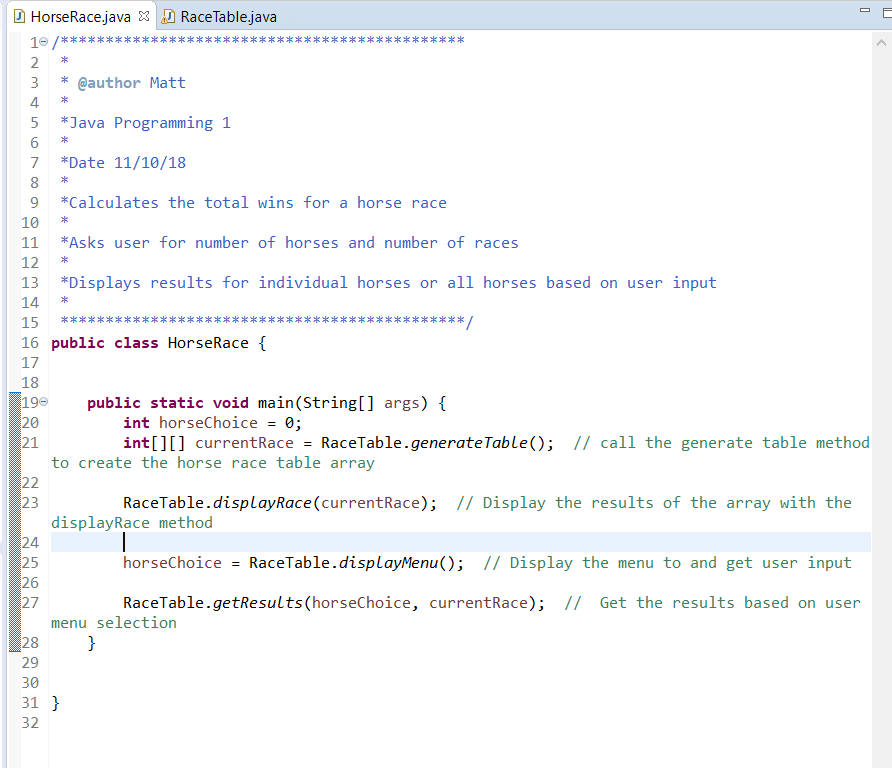 HorseRace.java RaceTable.java
1 /*********************************************
2 *
3 * @author Matt
4 *
5 *Java Programming 1
6 *
7 *Date 11/10/18
8 *
9 *Calculates the total wins for a horse race
10 *
11 *Asks user for number of horses and number of races
12 *
13 *Displays results for individual horses or all horses based on user input
14 *
15 *********************************************/
16 public class HorseRace {
17
18
19 public static void main(String[] args) {
20 int horseChoice = 0;
21 int[][] currentRace = RaceTable.generateTable(); // call the generate table method
to create the horse race table array
22
23 RaceTable.displayRace(currentRace); // Display the results of the array with the
displayRace method
24
25 horseChoice = RaceTable.displayMenu(); // Display the menu to and get user input
26
27 RaceTable.getResults(horseChoice, currentRace); // Get the results based on user
menu selection
28 }
29
30
31 }
32